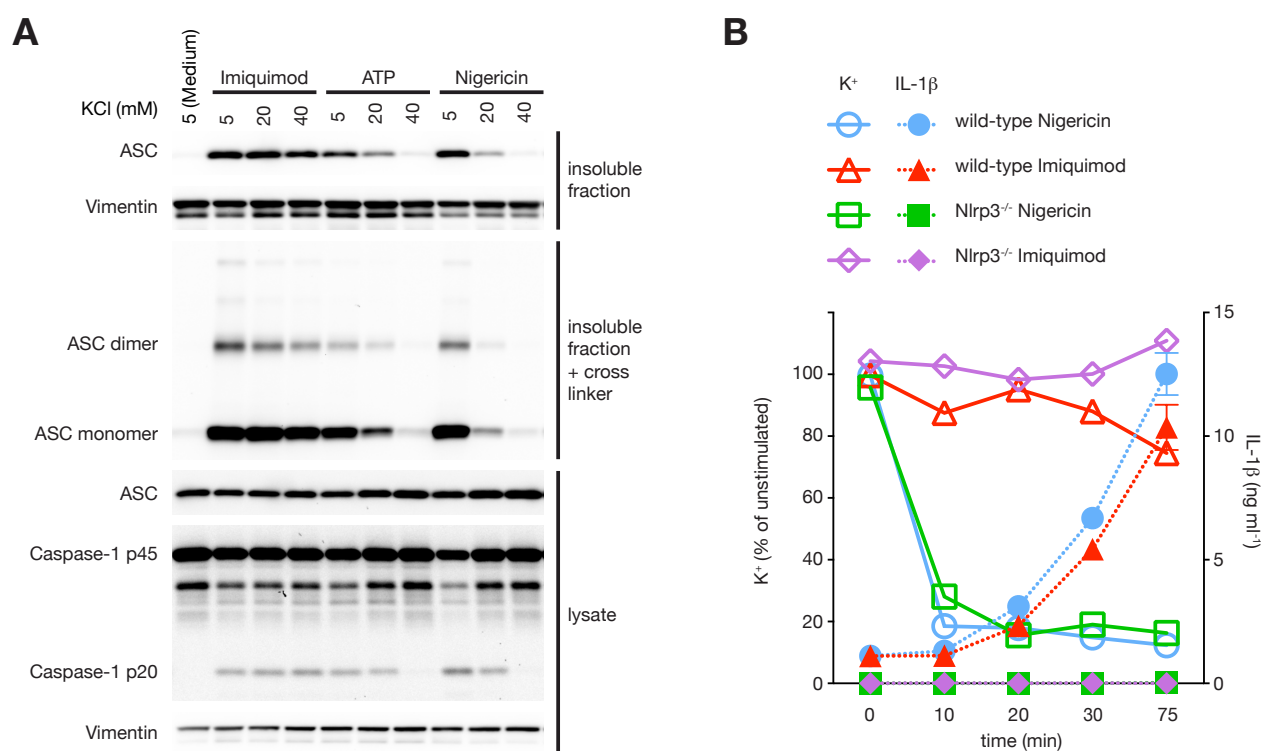 A
5 (Medium)
Imiquimod
ATP
Nigericin
KCl (mM)
5
20
40
5
20
40
5
20
40
ASC
Vimentin
insoluble
fraction
ASC dimer
ASC monomer
insoluble
fraction
+ cross
linker
ASC
Caspase-1 p45
Caspase-1 p20
Vimentin
lysate
B
K⁺
IL-1β
wild-type Nigericin
wild-type Imiquimod
Nlrp3⁻/⁻ Nigericin
Nlrp3⁻/⁻ Imiquimod
K⁺ (% of unstimulated)
100
80
60
40
20
0
15
10
5
0
IL-1β (ng ml⁻¹)
0
10
20
30
75
time (min)